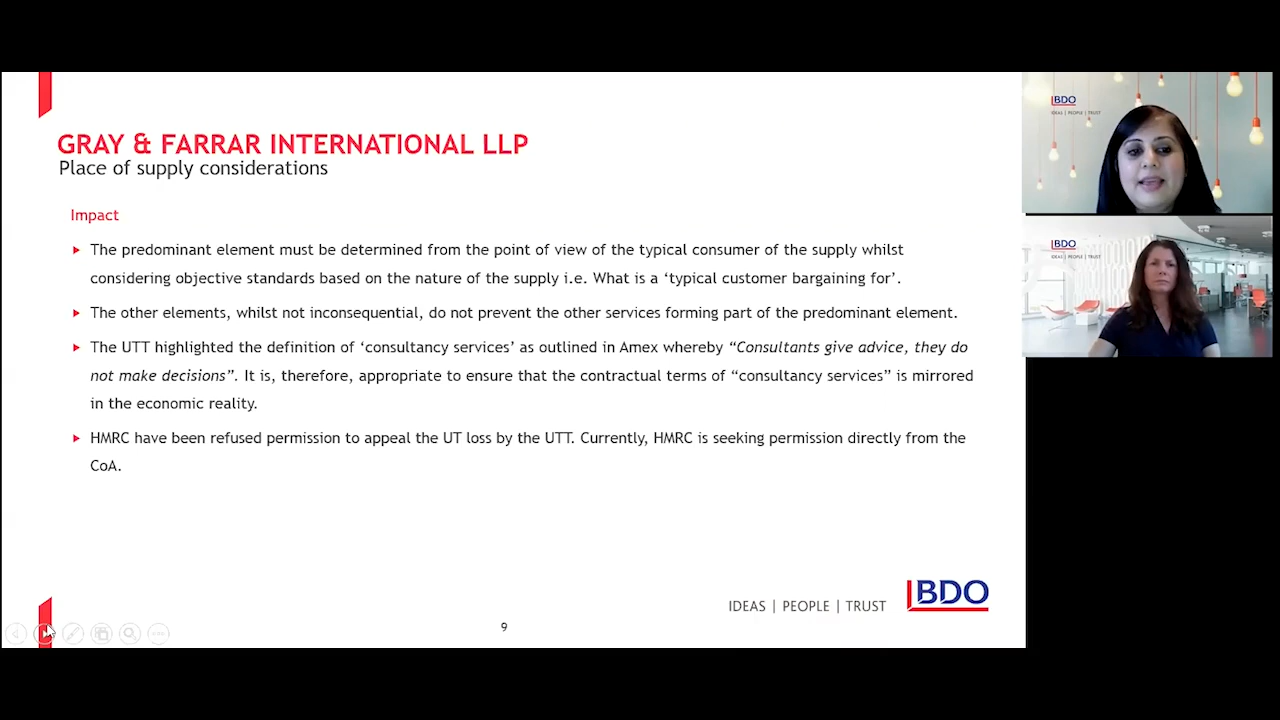 GRAY & FARRAR INTERNATIONAL LLP
Place of supply considerations
Impact
The predominant element must be determined from the point of view of the typical consumer of the supply whilst
considering objective standards based on the nature of the supply i.e. What is a ‘typical customer bargaining for’.
The other elements, whilst not inconsequential, do not prevent the other services forming part of the predominant element.
The UTT highlighted the definition of ‘consultancy services’ as outlined in Amex whereby “Consultants give advice, they do
not make decisions”. It is, therefore, appropriate to ensure that the contractual terms of “consultancy services” is mirrored
in the economic reality.
HMRC have been refused permission to appeal the UT loss by the UTT. Currently, HMRC is seeking permission directly from the
CoA.
IDEAS | PEOPLE | TRUST
BDO
9
BDO
IDEAS | PEOPLE | TRUST
BDO
IDEAS | PEOPLE | TRUST